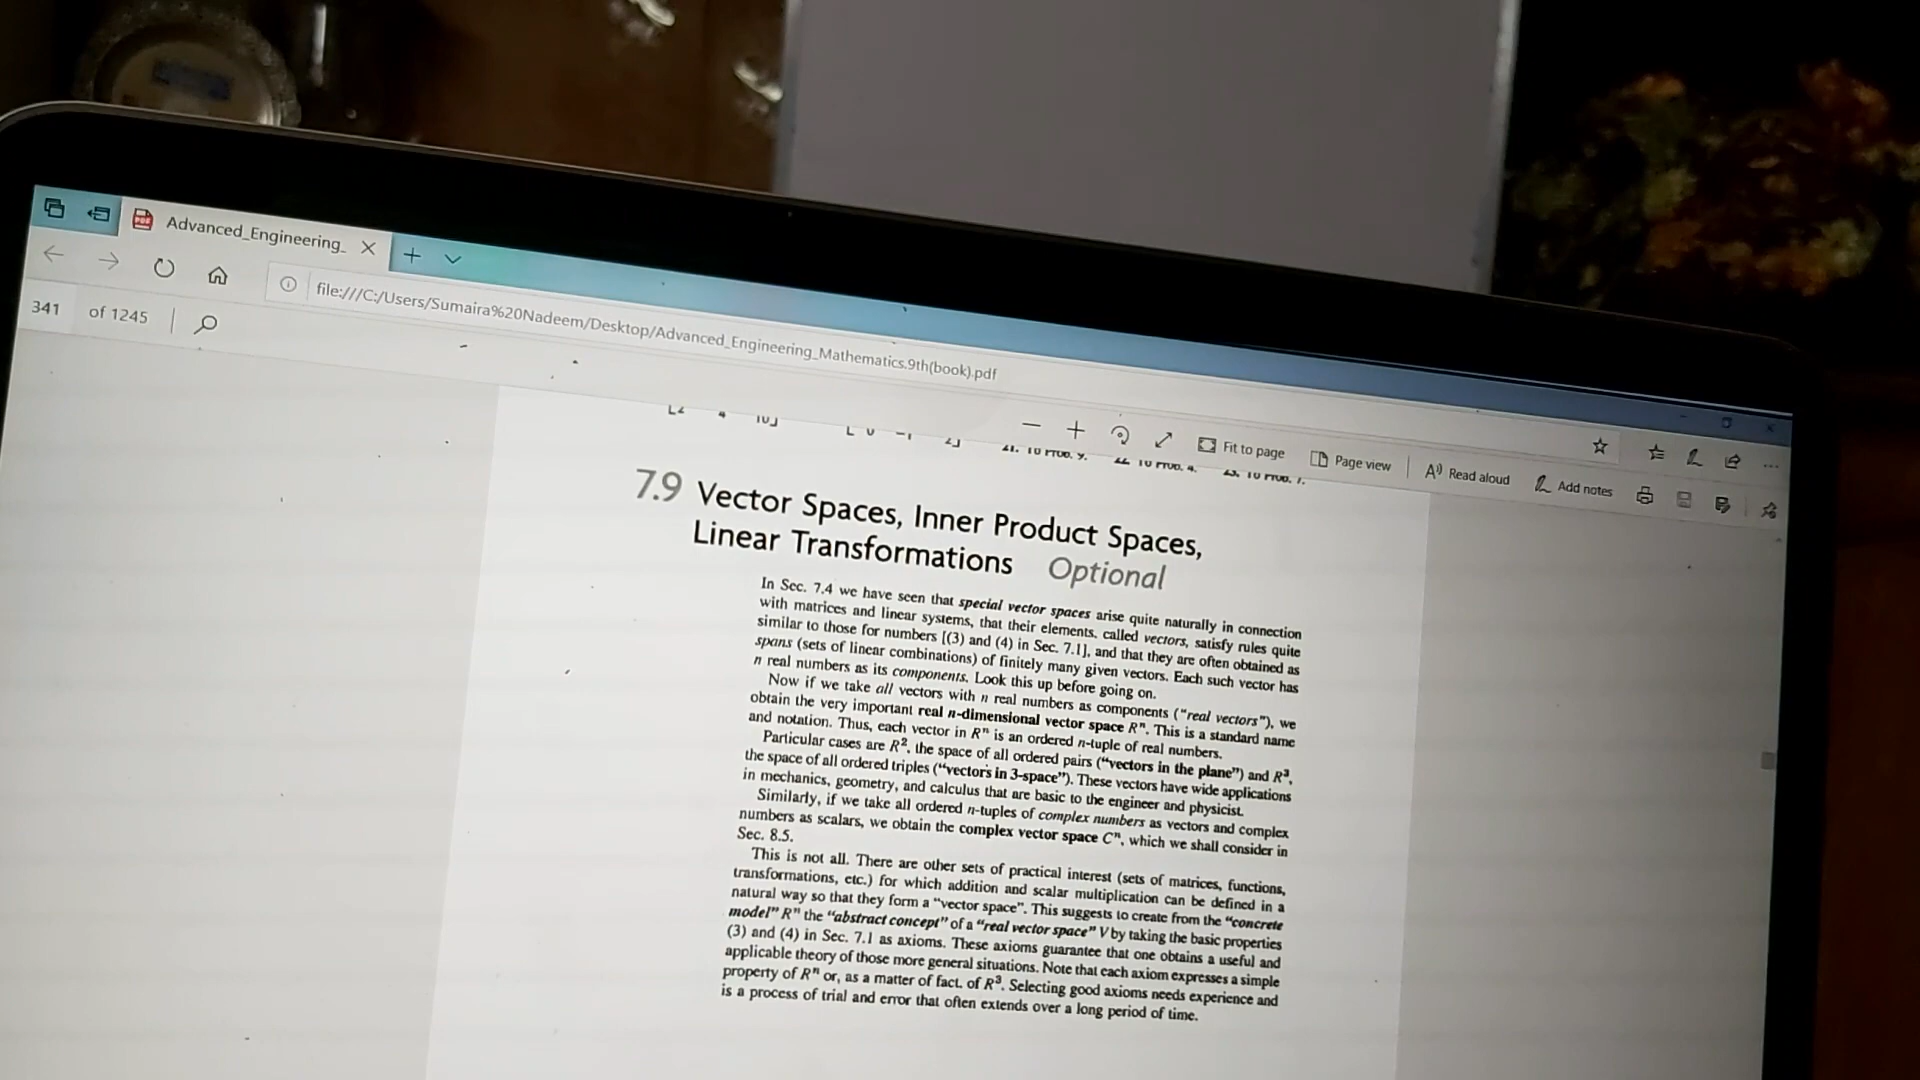 Advanced_Engineering_
file:///C:/Users/Sumaira%20Nadeem/Desktop/Advanced_Engineering_Mathematics.9th(book).pdf
341 of 1245
Fit to page Page view Read aloud Add notes
21. To Prob. 9. 22. To Prob. 4. 23. To Prob. 7.
7.9 Vector Spaces, Inner Product Spaces,
Linear Transformations Optional
In Sec. 7.4 we have seen that special vector spaces arise quite naturally in connection
with matrices and linear systems, that their elements, called vectors, satisfy rules quite
similar to those for numbers [(3) and (4) in Sec. 7.1], and that they are often obtained as
spans (sets of linear combinations) of finitely many given vectors. Each such vector has
n real numbers as its components. Look this up before going on.
Now if we take all vectors with n real numbers as components ("real vectors"), we
obtain the very important real n-dimensional vector space Rⁿ. This is a standard name
and notation. Thus, each vector in Rⁿ is an ordered n-tuple of real numbers.
Particular cases are R², the space of all ordered pairs ("vectors in the plane") and R³,
the space of all ordered triples ("vectors in 3-space"). These vectors have wide applications
in mechanics, geometry, and calculus that are basic to the engineer and physicist.
Similarly, if we take all ordered n-tuples of complex numbers as vectors and complex
numbers as scalars, we obtain the complex vector space Cⁿ, which we shall consider in
Sec. 8.5.
This is not all. There are other sets of practical interest (sets of matrices, functions,
transformations, etc.) for which addition and scalar multiplication can be defined in a
natural way so that they form a "vector space". This suggests to create from the "concrete
model" Rⁿ the "abstract concept" of a "real vector space" V by taking the basic properties
(3) and (4) in Sec. 7.1 as axioms. These axioms guarantee that one obtains a useful and
applicable theory of those more general situations. Note that each axiom expresses a simple
property of Rⁿ or, as a matter of fact, of R³. Selecting good axioms needs experience and
is a process of trial and error that often extends over a long period of time.